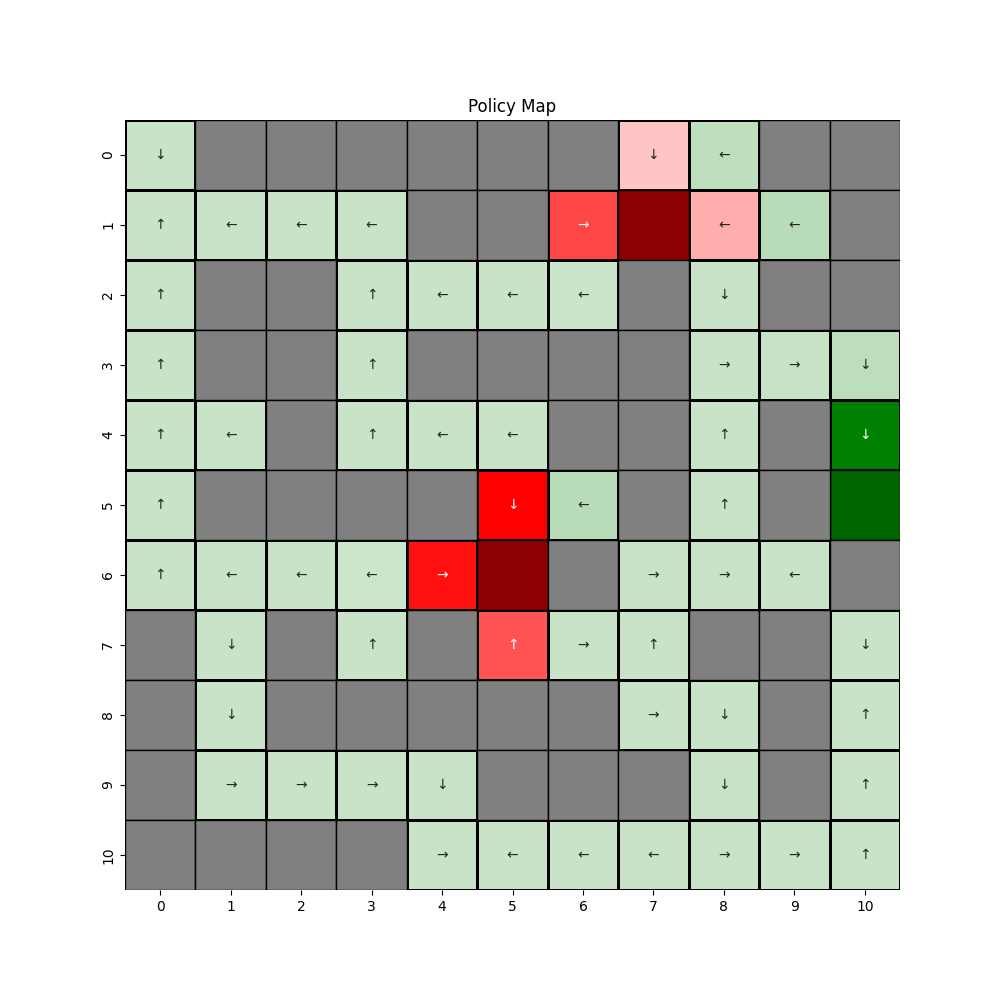 Policy Map
0 ↓ ↓ ←
1 ↑ ← ← ← → ← ←
2 ↑ ↑ ← ← ← ↓
3 ↑ ↑ → → ↓
4 ↑ ← ↑ ← ← ↑ ↓
5 ↑ ↓ ← ↑
6 ↑ ← ← ← → → → ←
7 ↓ ↑ ↑ → ↑ ↓
8 ↓ → ↓ ↑
9 → → → ↓ ↓ ↑
10 → ← ← ← → → ↑
0 1 2 3 4 5 6 7 8 9 10